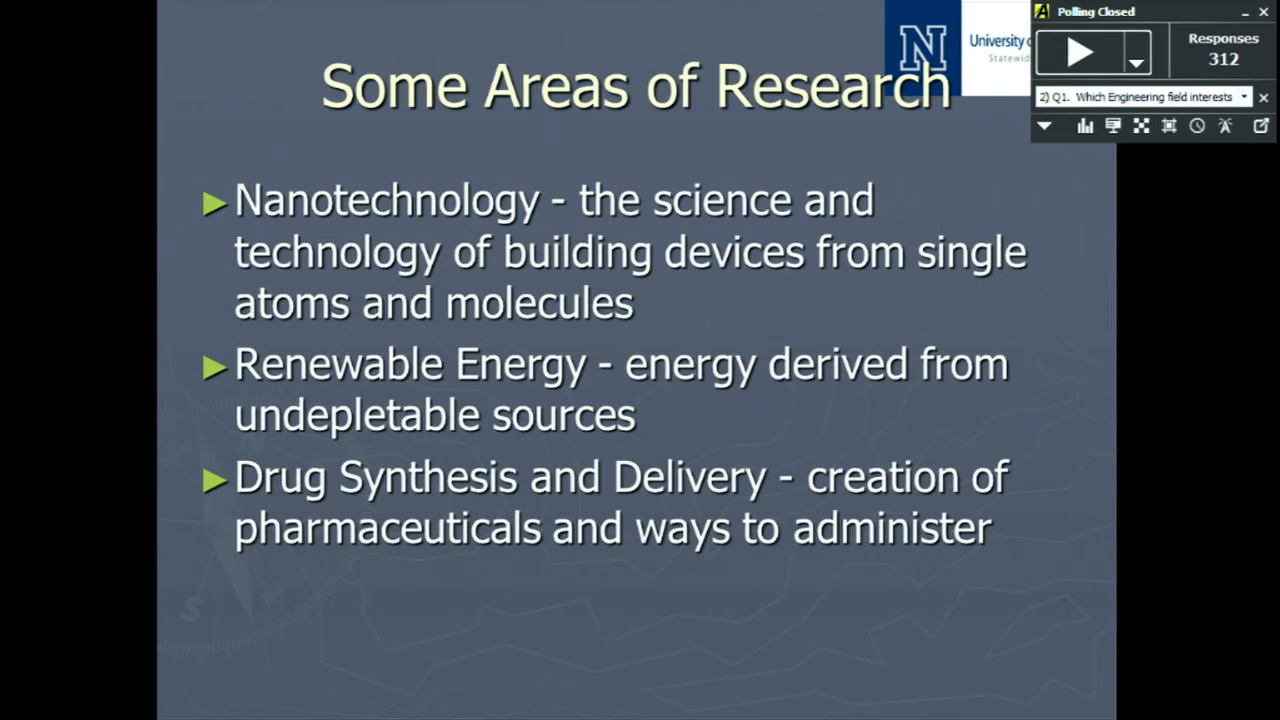 Some Areas of Research
N
University o
Statewid
Polling Closed
Responses
312
2) Q1. Which Engineering field interests
►Nanotechnology - the science and
technology of building devices from single
atoms and molecules
►Renewable Energy - energy derived from
undepletable sources
►Drug Synthesis and Delivery - creation of
pharmaceuticals and ways to administer
S